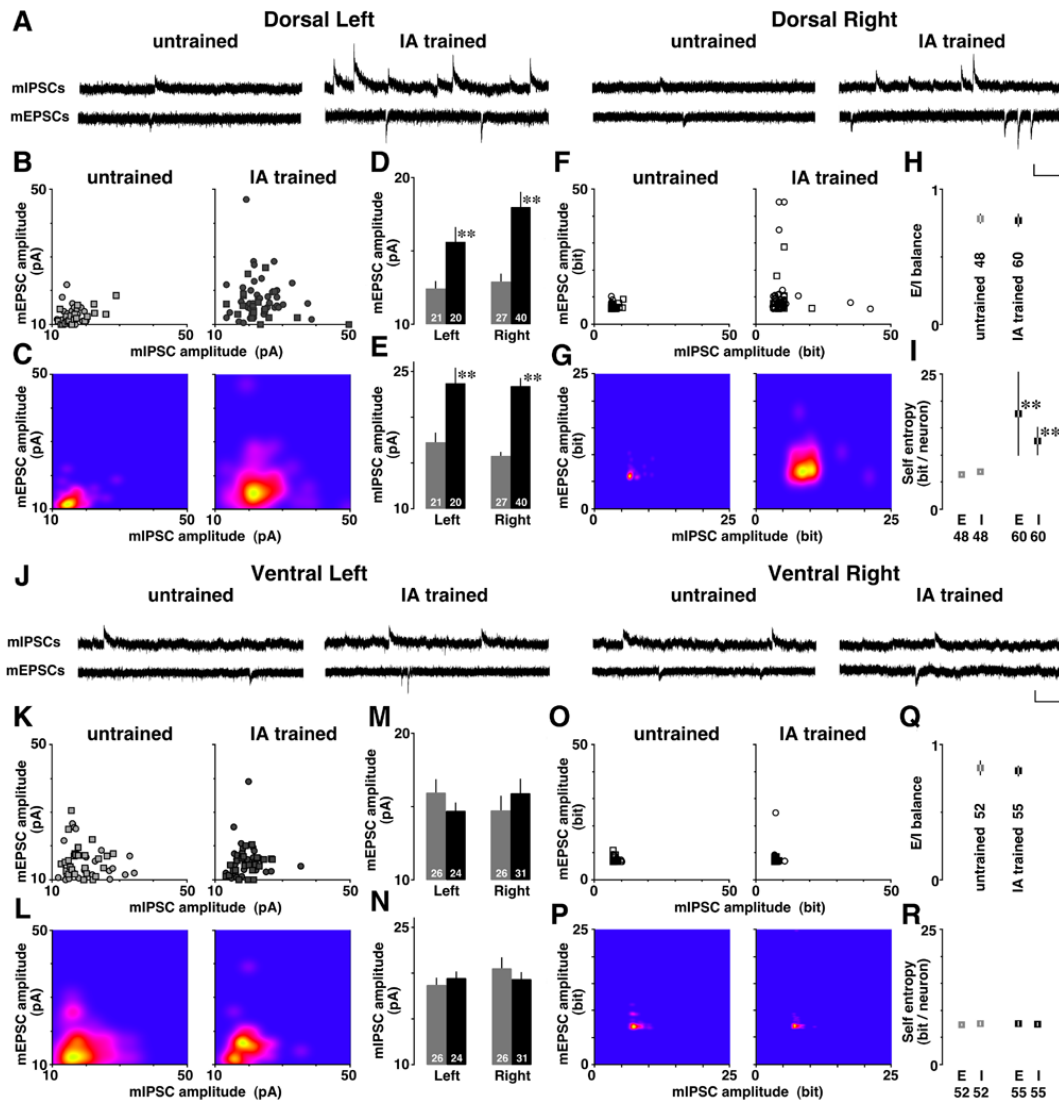 A Dorsal Left Dorsal Right
untrained IA trained untrained IA trained
mIPSCs
mEPSCs
B untrained IA trained D F untrained IA trained H
50 20 50 1
mEPSC amplitude (pA)
10
10 50 10 50
mIPSC amplitude (pA)
mEPSC amplitude (pA)
10
** **
21 20 27 40
Left Right
mEPSC amplitude (bit)
0
0 50 0 50
mIPSC amplitude (bit)
E/I balance
0
untrained 48
IA trained 60
C E G I
50 25 25 25
mEPSC amplitude (pA)
10
10 50 10 50
mIPSC amplitude (pA)
mIPSC amplitude (pA)
10
** **
21 20 27 40
Left Right
mEPSC amplitude (bit)
0
0 25 0 25
mIPSC amplitude (bit)
Self entropy (bit / neuron)
0
** **
E I E I
48 48 60 60
J Ventral Left Ventral Right
untrained IA trained untrained IA trained
mIPSCs
mEPSCs
K untrained IA trained M O untrained IA trained Q
50 20 50 1
mEPSC amplitude (pA)
10
10 50 10 50
mIPSC amplitude (pA)
mEPSC amplitude (pA)
10
26 24 26 31
Left Right
mEPSC amplitude (bit)
0
0 50 0 50
mIPSC amplitude (bit)
E/I balance
0
untrained 52
IA trained 55
L N P R
50 25 25 25
mEPSC amplitude (pA)
10
10 50 10 50
mIPSC amplitude (pA)
mIPSC amplitude (pA)
10
26 24 26 31
Left Right
mEPSC amplitude (bit)
0
0 25 0 25
mIPSC amplitude (bit)
Self entropy (bit / neuron)
0
E I E I
52 52 55 55